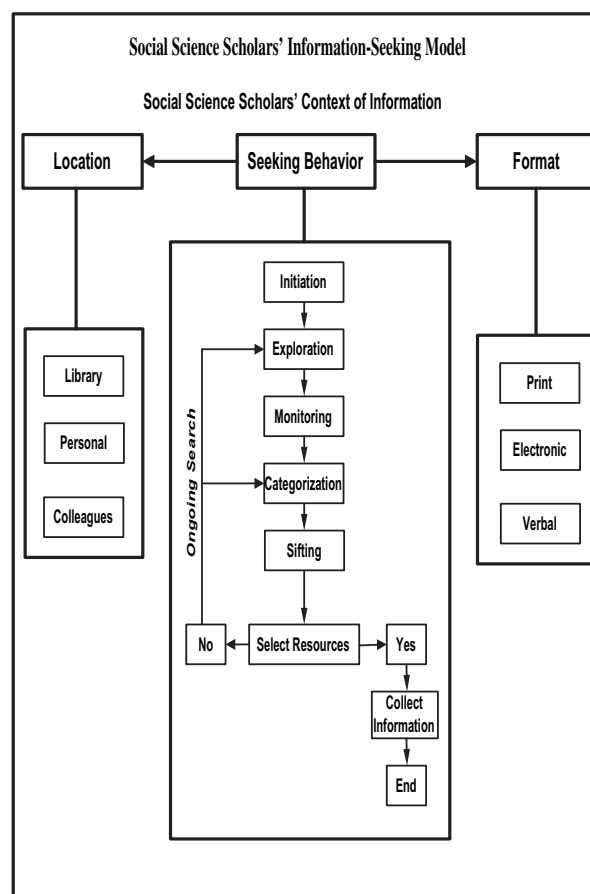 Social Science Scholars' Information-Seeking Model
Social Science Scholars' Context of Information
Location
Seeking Behavior
Format
Library
Personal
Colleagues
Ongoing Search
Initiation
Exploration
Monitoring
Categorization
Sifting
No
Select Resources
Yes
Collect
Information
End
Print
Electronic
Verbal